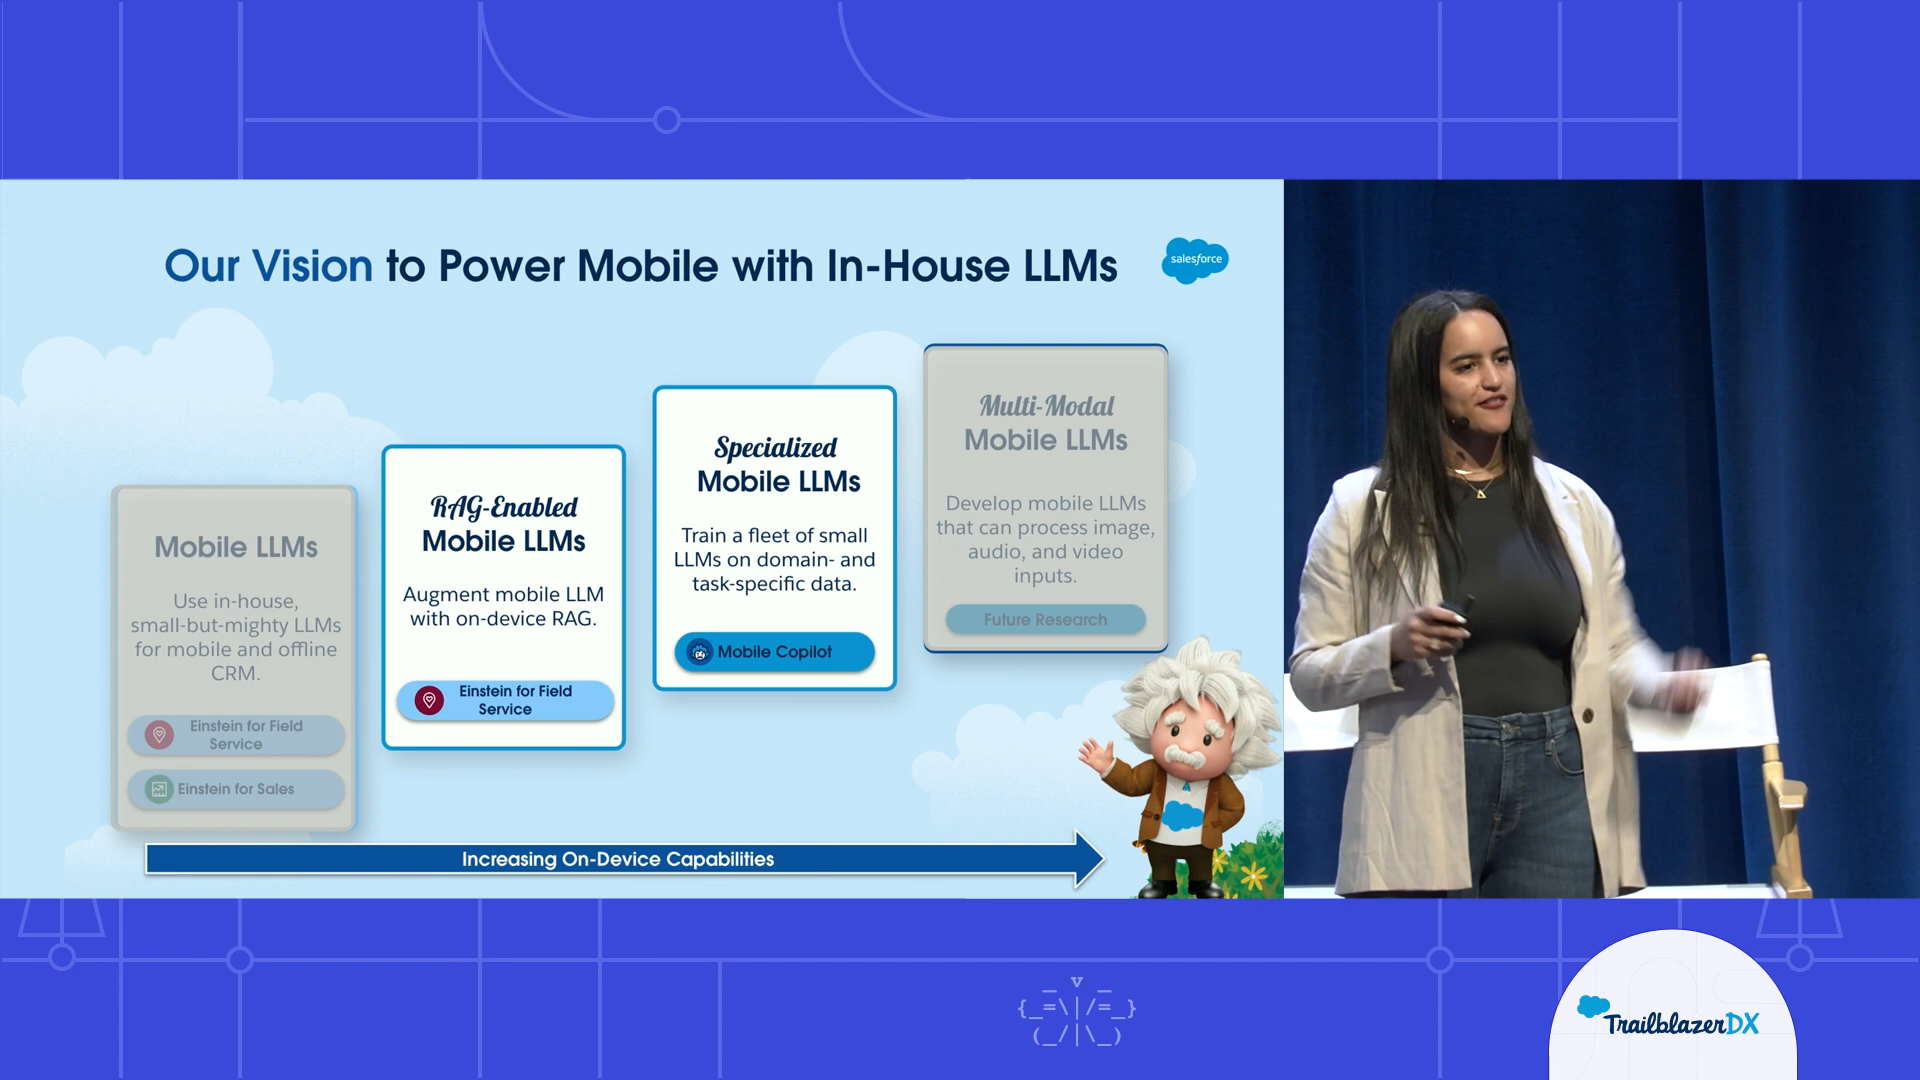 Our Vision to Power Mobile with In-House LLMs
salesforce
Mobile LLMs
Use in-house,
small-but-mighty LLMs
for mobile and offline
CRM.
Einstein for Field
Service
Einstein for Sales
RAG-Enabled
Mobile LLMs
Augment mobile LLM
with on-device RAG.
Einstein for Field
Service
Specialized
Mobile LLMs
Train a fleet of small
LLMs on domain- and
task-specific data.
Mobile Copilot
Multi-Modal
Mobile LLMs
Develop mobile LLMs
that can process image,
audio, and video
inputs.
Future Research
Increasing On-Device Capabilities
_ v _
{_=\|/=_}
(_/|\_)
TrailblazerDX